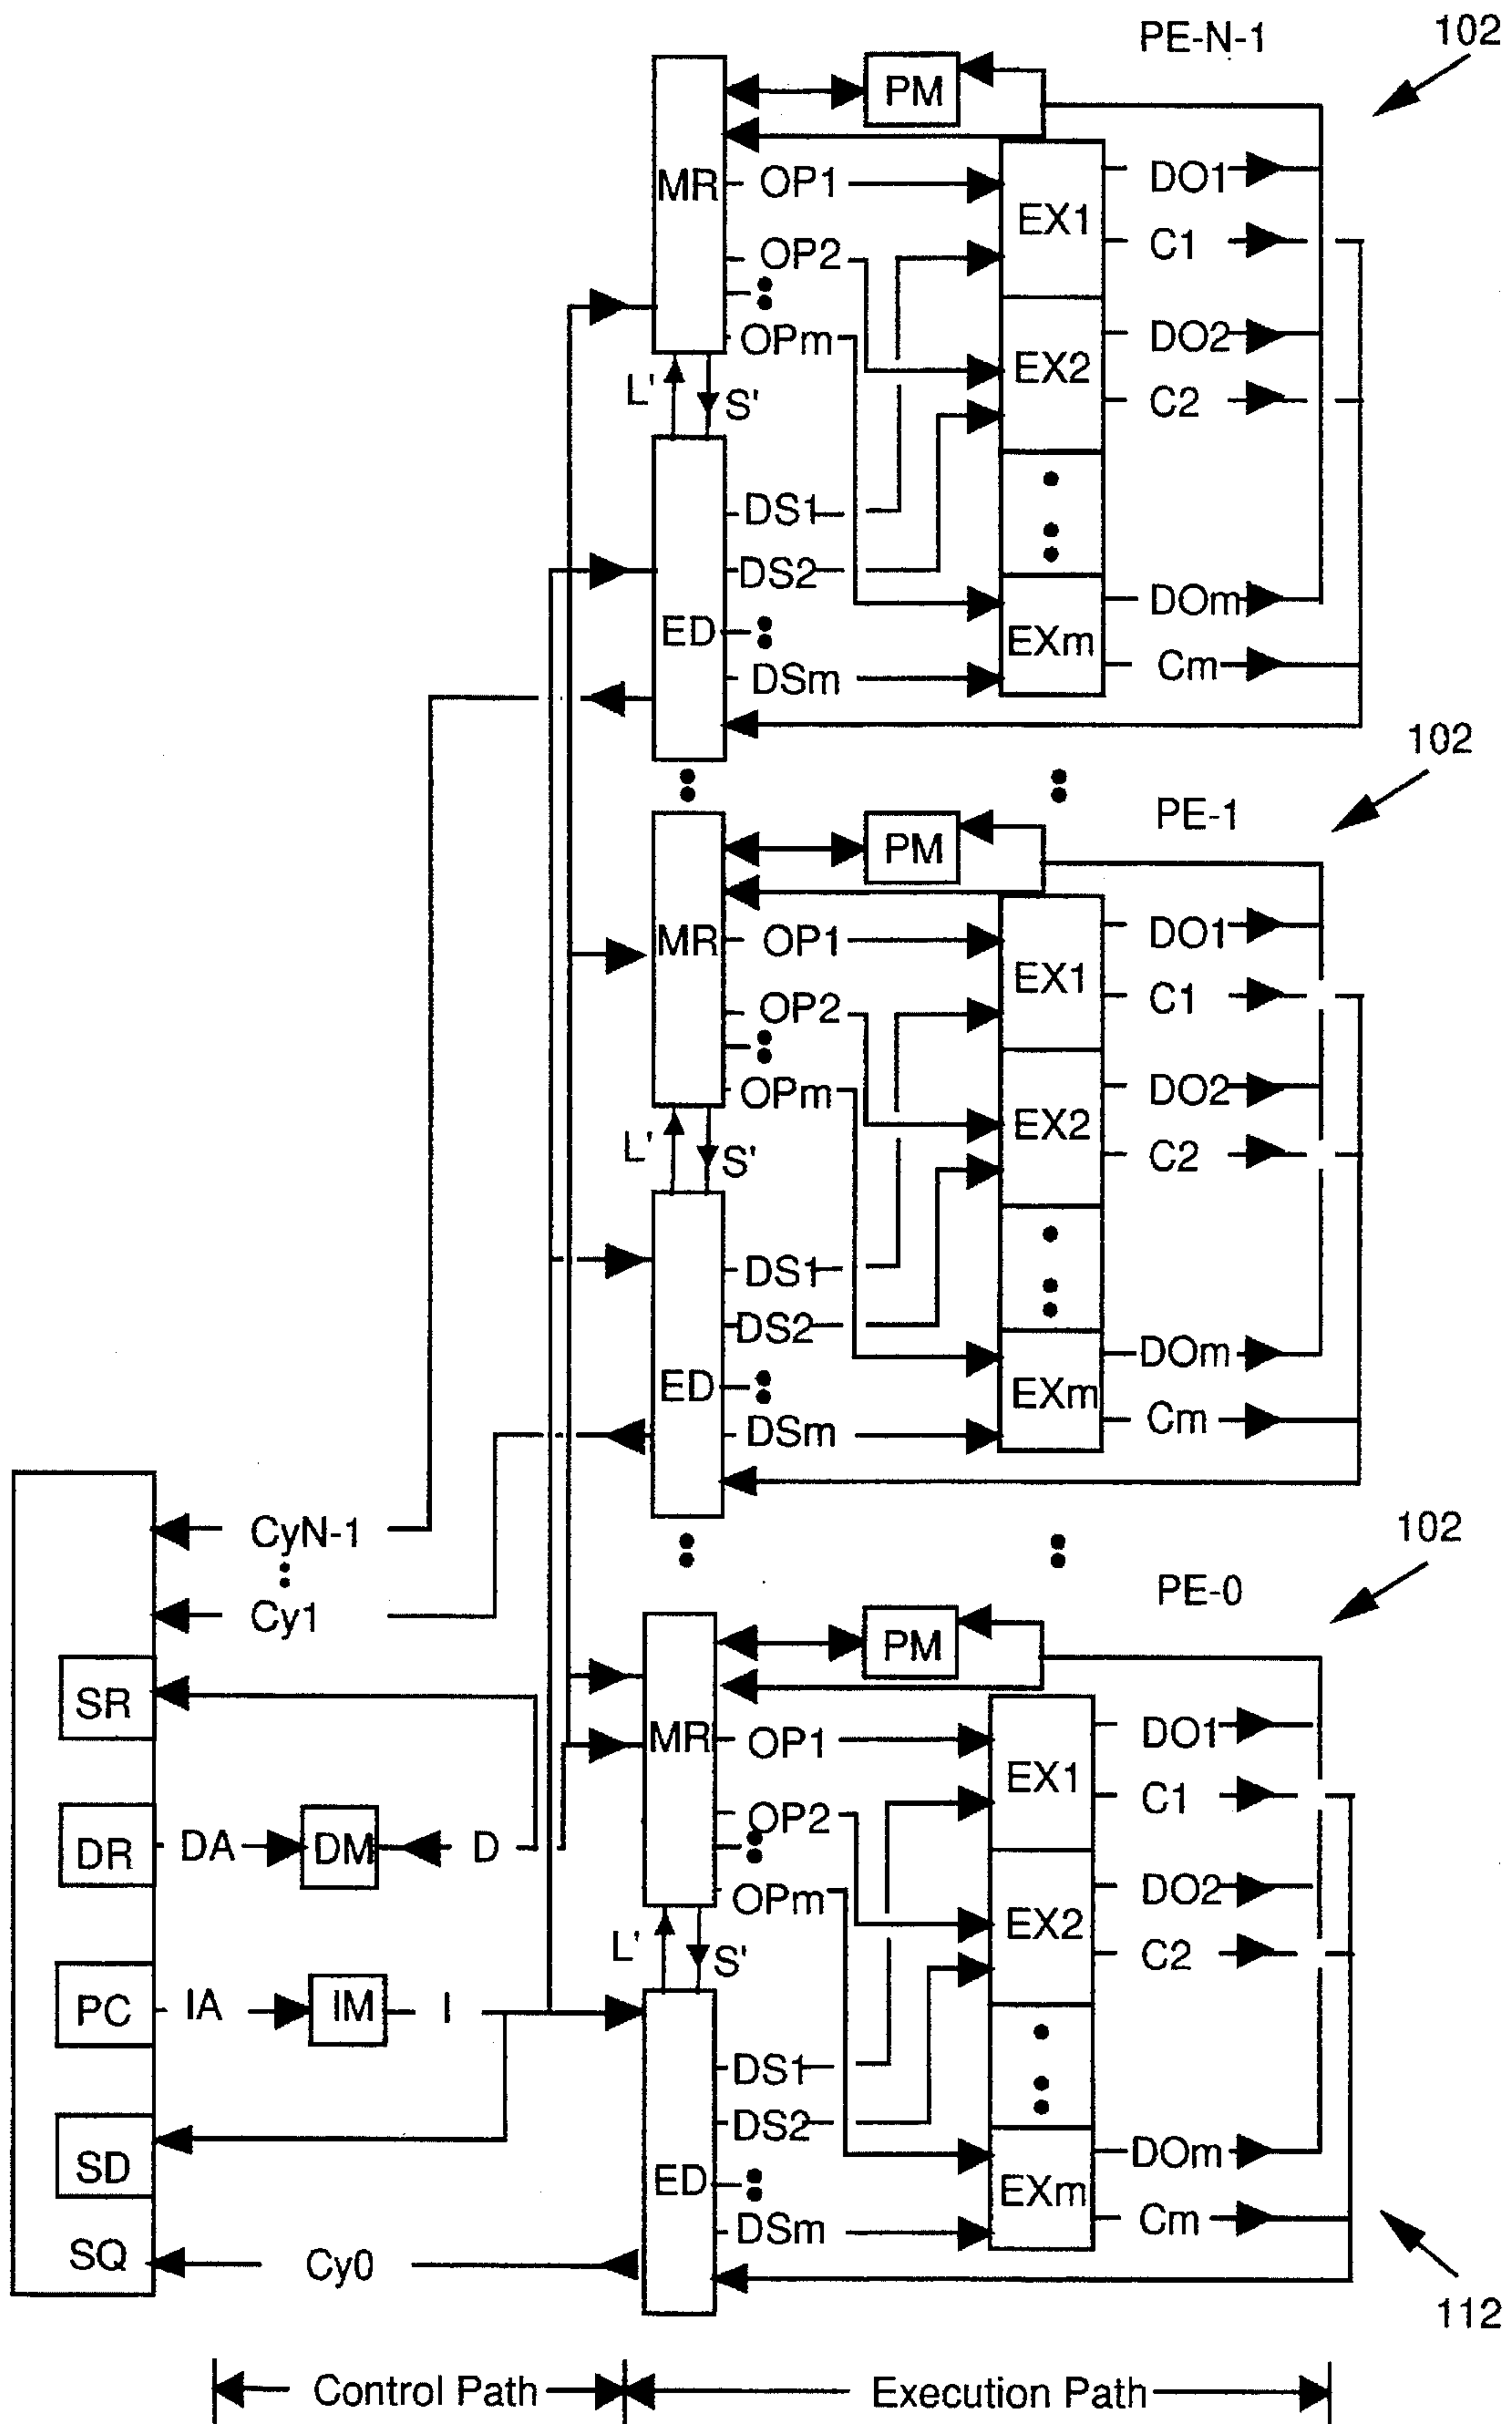 PE-N-1
102
PM
MR
OP1
DO1
EX1
C1
OP2
DO2
OPm
EX2
C2
L'
S'
DS1
DS2
DOm
ED
EXm
Cm
DSm
102
PE-1
PM
MR
OP1
DO1
EX1
C1
OP2
DO2
OPm
EX2
C2
L'
S'
DS1
DS2
DOm
ED
EXm
Cm
DSm
102
CyN-1
PE-0
Cy1
PM
SR
MR
OP1
DO1
EX1
C1
OP2
DR
DA
DM
D
DO2
OPm
EX2
C2
L'
S'
PC
IA
IM
I
DS1
DS2
DOm
SD
ED
EXm
Cm
DSm
SQ
Cy0
112
Control Path
Execution Path